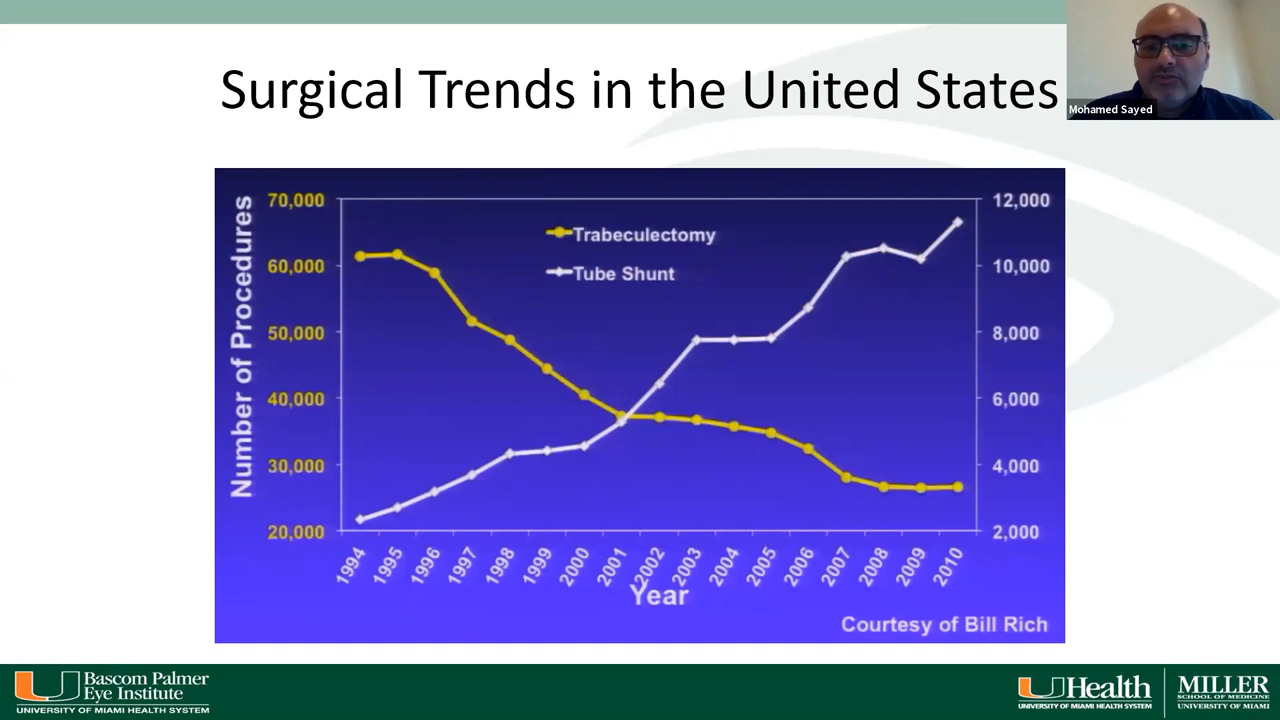 Surgical Trends in the United States
Mohamed Sayed
Number of Procedures
70,000
60,000
50,000
40,000
30,000
20,000
Trabeculectomy
Tube Shunt
12,000
10,000
8,000
6,000
4,000
2,000
1994 1995 1996 1997 1998 1999 2000 2001 2002 2003 2004 2005 2006 2007 2008 2009 2010
Year
Courtesy of Bill Rich
Bascom Palmer
Eye Institute
UNIVERSITY OF MIAMI HEALTH SYSTEM
UHealth
UNIVERSITY OF MIAMI HEALTH SYSTEM
MILLER
SCHOOL OF MEDICINE
UNIVERSITY OF MIAMI